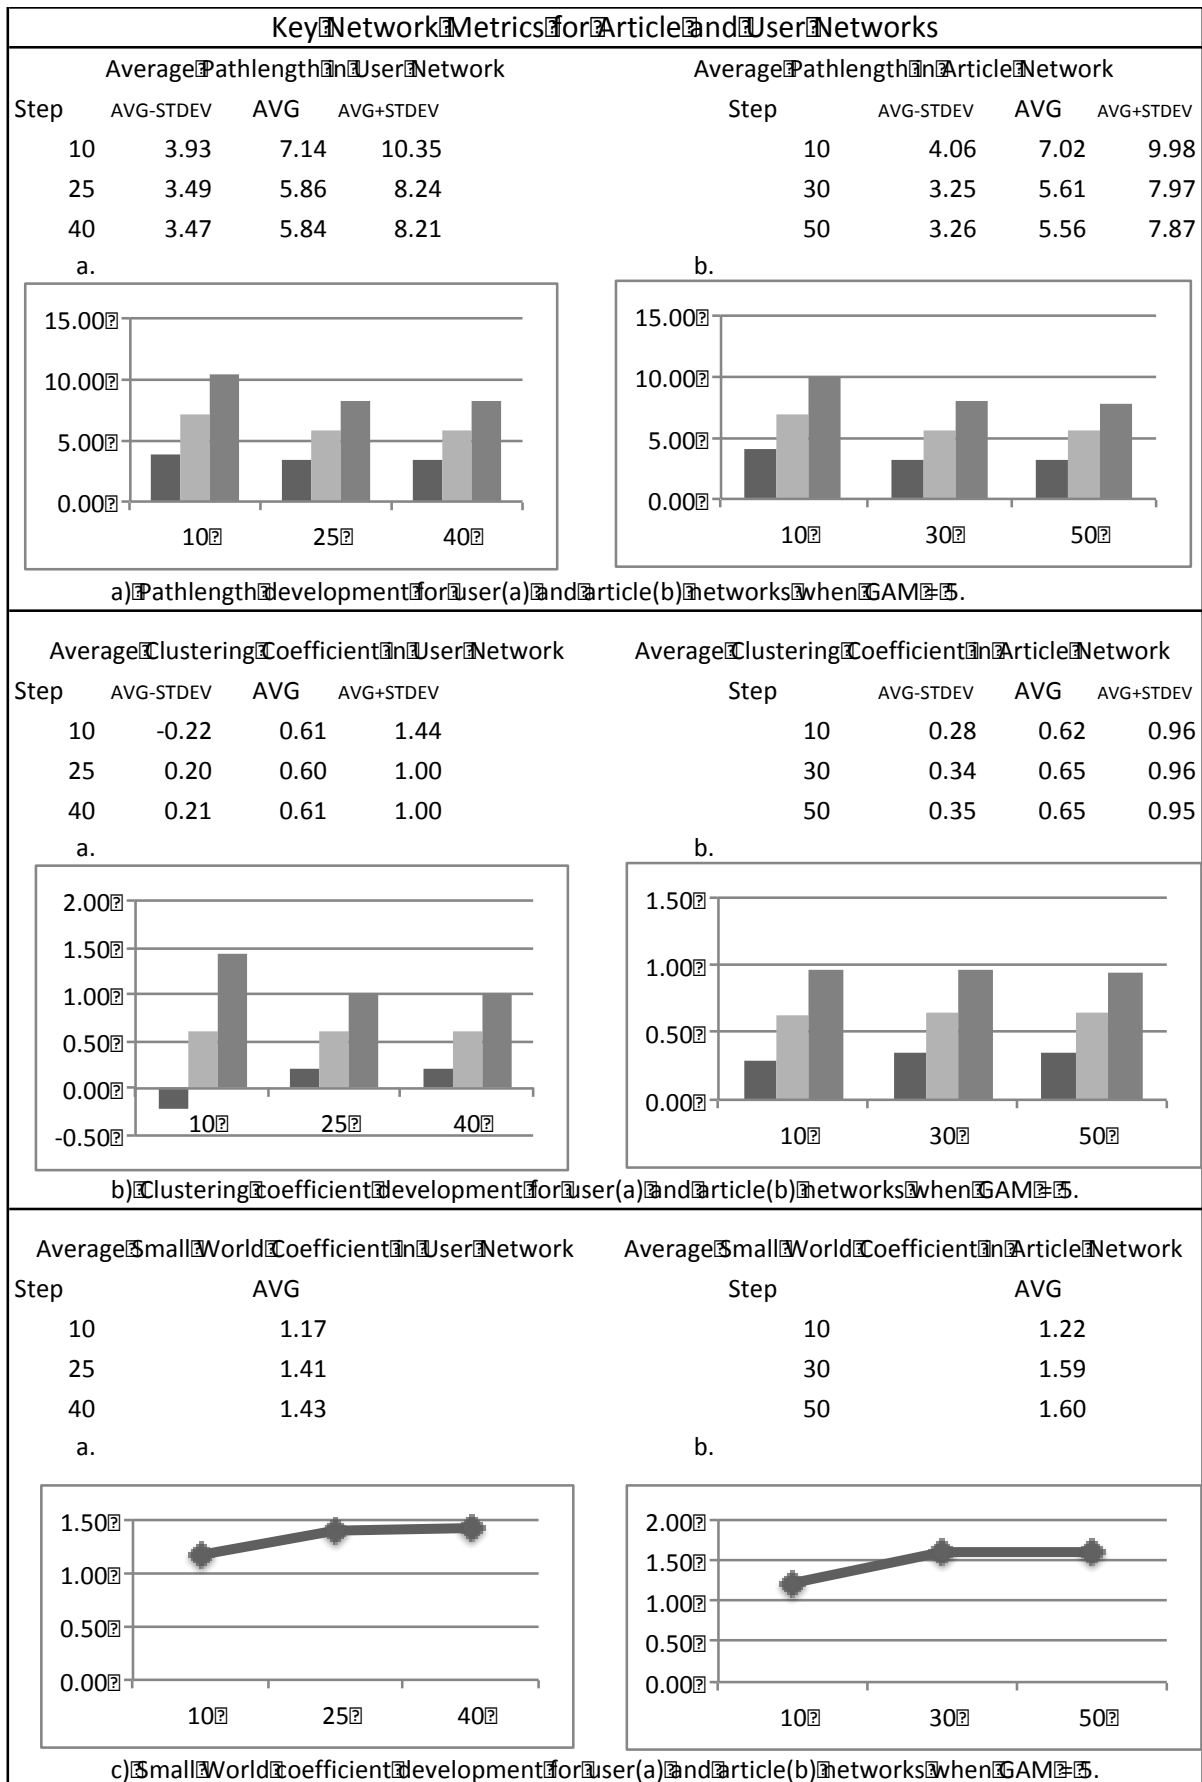 Key Network Metrics for Article and User Networks
Average Pathlength in User Network
Step AVG-STDEV AVG AVG+STDEV
10 3.93 7.14 10.35
25 3.49 5.86 8.24
40 3.47 5.84 8.21
a.
15.00
10.00
5.00
0.00
10 25 40
Average Pathlength in Article Network
Step AVG-STDEV AVG AVG+STDEV
10 4.06 7.02 9.98
30 3.25 5.61 7.97
50 3.26 5.56 7.87
b.
15.00
10.00
5.00
0.00
10 30 50
a) Pathlength development for user(a) and article(b) networks when GAM = 5.
Average Clustering Coefficient in User Network
Step AVG-STDEV AVG AVG+STDEV
10 -0.22 0.61 1.44
25 0.20 0.60 1.00
40 0.21 0.61 1.00
a.
2.00
1.50
1.00
0.50
0.00
-0.50
10 25 40
Average Clustering Coefficient in Article Network
Step AVG-STDEV AVG AVG+STDEV
10 0.28 0.62 0.96
30 0.34 0.65 0.96
50 0.35 0.65 0.95
b.
1.50
1.00
0.50
0.00
10 30 50
b) Clustering coefficient development for user(a) and article(b) networks when GAM = 5.
Average Small World Coefficient in User Network
Step AVG
10 1.17
25 1.41
40 1.43
a.
1.50
1.00
0.50
0.00
10 25 40
Average Small World Coefficient in Article Network
Step AVG
10 1.22
30 1.59
50 1.60
b.
2.00
1.50
1.00
0.50
0.00
10 30 50
c) Small World coefficient development for user(a) and article(b) networks when GAM = 5.